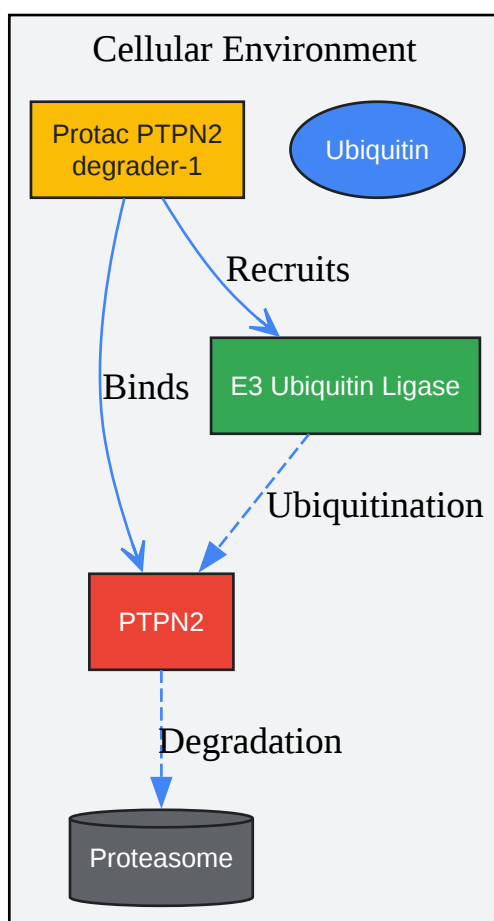 Cellular Environment
Protac PTPN2
degrader-1
Ubiquitin
Recruits
E3 Ubiquitin Ligase
Binds
Ubiquitination
PTPN2
Degradation
Proteasome